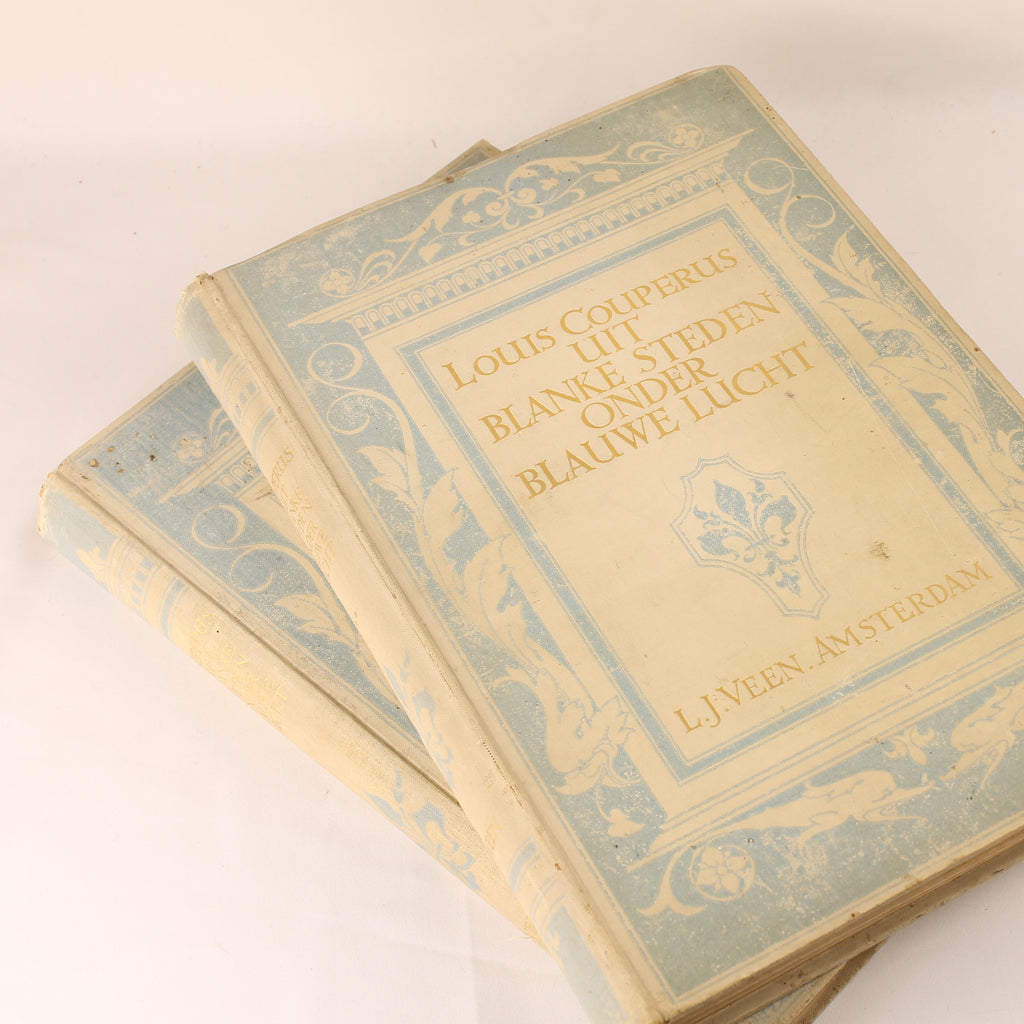 LOUIS COUPERUS
UIT
BLANKE STEDEN
ONDER
BLAUWE LUCHT
L.J. VEEN. AMSTERDAM